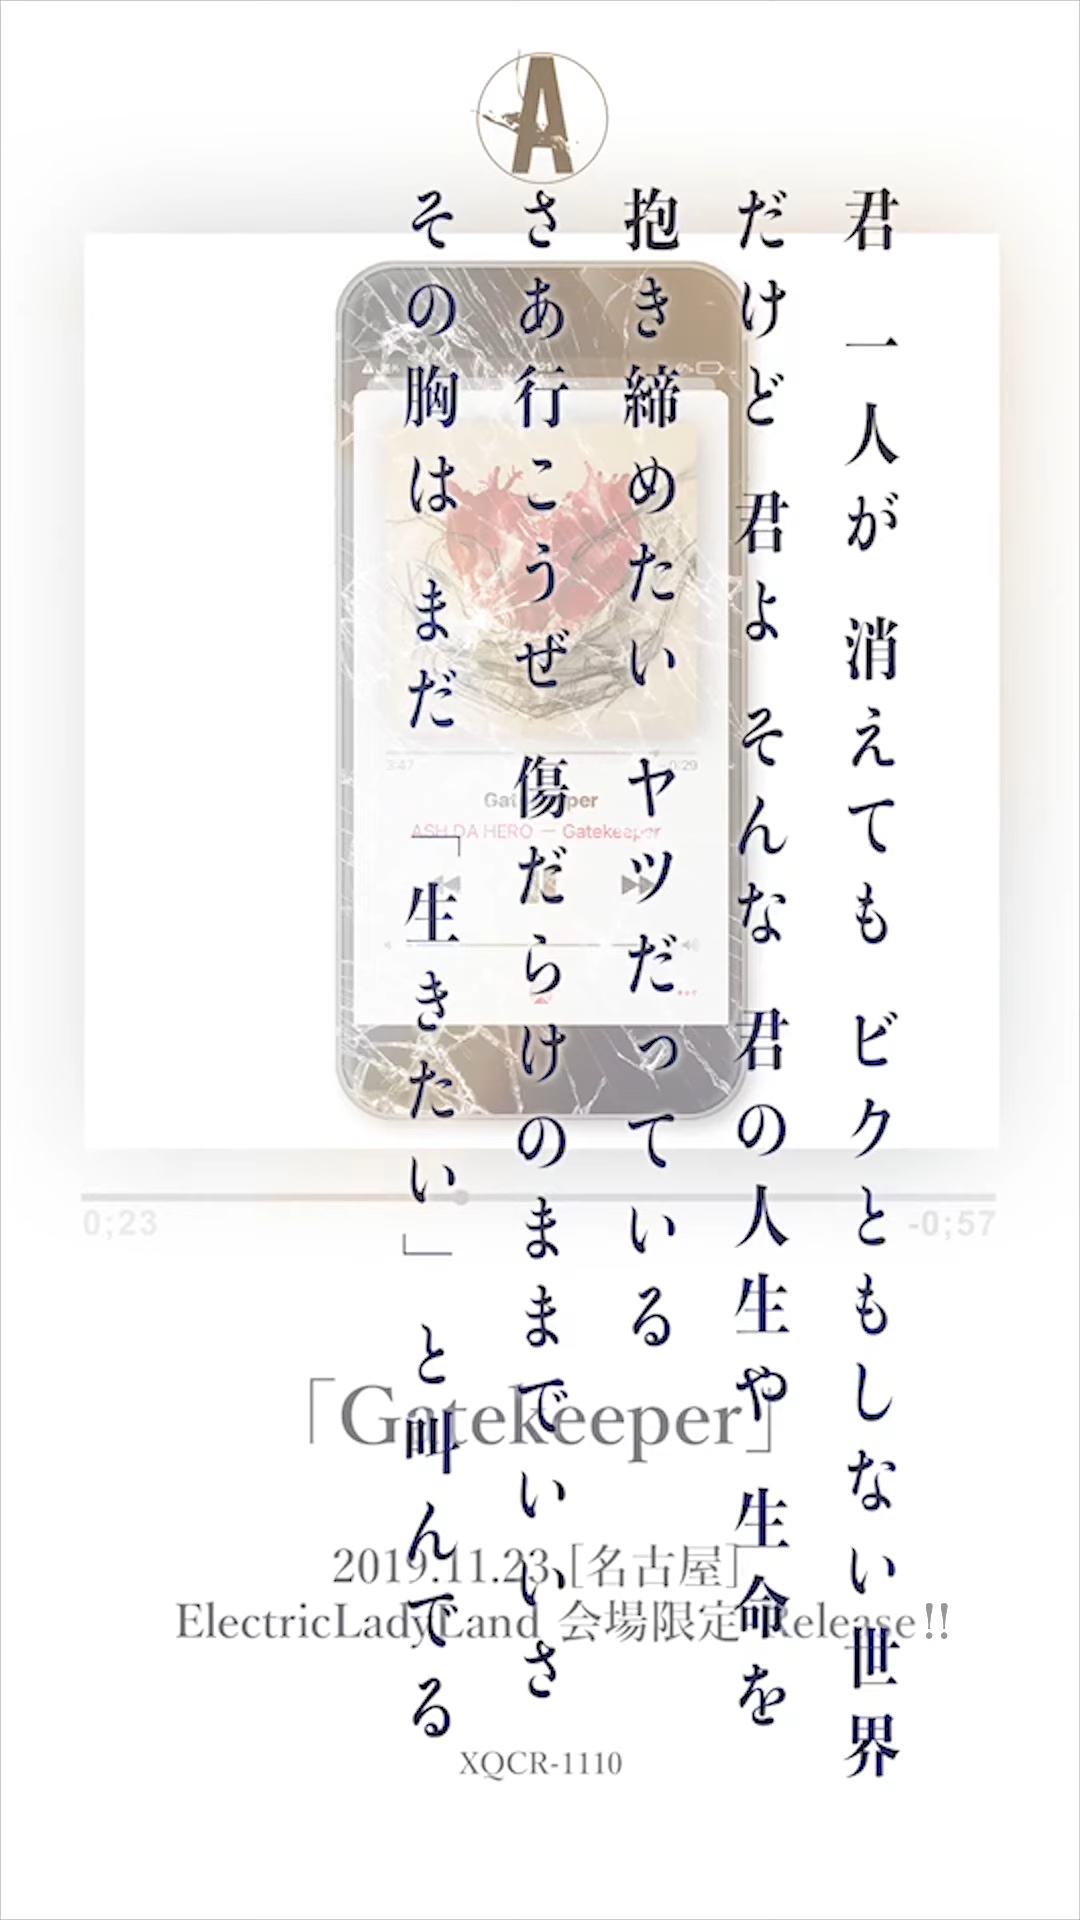 A
君 一人が 消えても ビクともしない世界
だけど 君よ そんな 君の人生や 生命を
抱き締めたい ヤツだっている
さあ行こうぜ 傷だらけのままでいいさ
その胸は まだ 「生きたい」 と叫んでる
3:47
-0:29
Gatekeeper
ASH DA HERO — Gatekeeper
0;23
-0;57
「Gatekeeper」
2019.11.23 [名古屋]
ElectricLadyLand 会場限定 Release!!
XQCR-1110